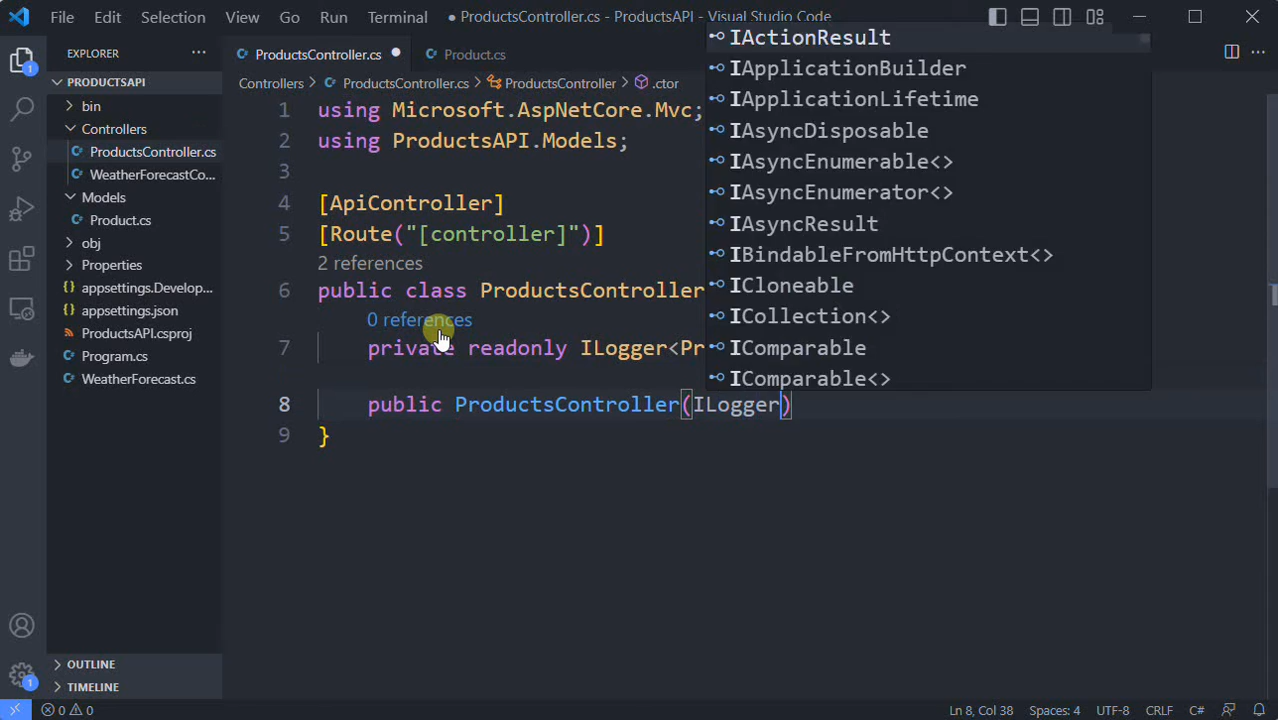 File Edit Selection View Go Run Terminal ● ProductsController.cs - ProductsAPI - Visual Studio Code
EXPLORER
PRODUCTSAPI
bin
Controllers
ProductsController.cs
WeatherForecastCo...
Models
Product.cs
obj
Properties
appsettings.Develop...
appsettings.json
ProductsAPI.csproj
Program.cs
WeatherForecast.cs
OUTLINE
TIMELINE
1
1
ProductsController.cs Product.cs
Controllers > ProductsController.cs > ProductsController > .ctor
1 using Microsoft.AspNetCore.Mvc;
2 using ProductsAPI.Models;
3
4 [ApiController]
5 [Route("[controller]")]
2 references
6 public class ProductsController
0 references
7 private readonly ILogger<Pr
8 public ProductsController(ILogger)
9 }
IActionResult
IApplicationBuilder
IApplicationLifetime
IAsyncDisposable
IAsyncEnumerable<>
IAsyncEnumerator<>
IAsyncResult
IBindableFromHttpContext<>
ICloneable
ICollection<>
IComparable
IComparable<>
0 0 Ln 8, Col 38 Spaces: 4 UTF-8 CRLF C#